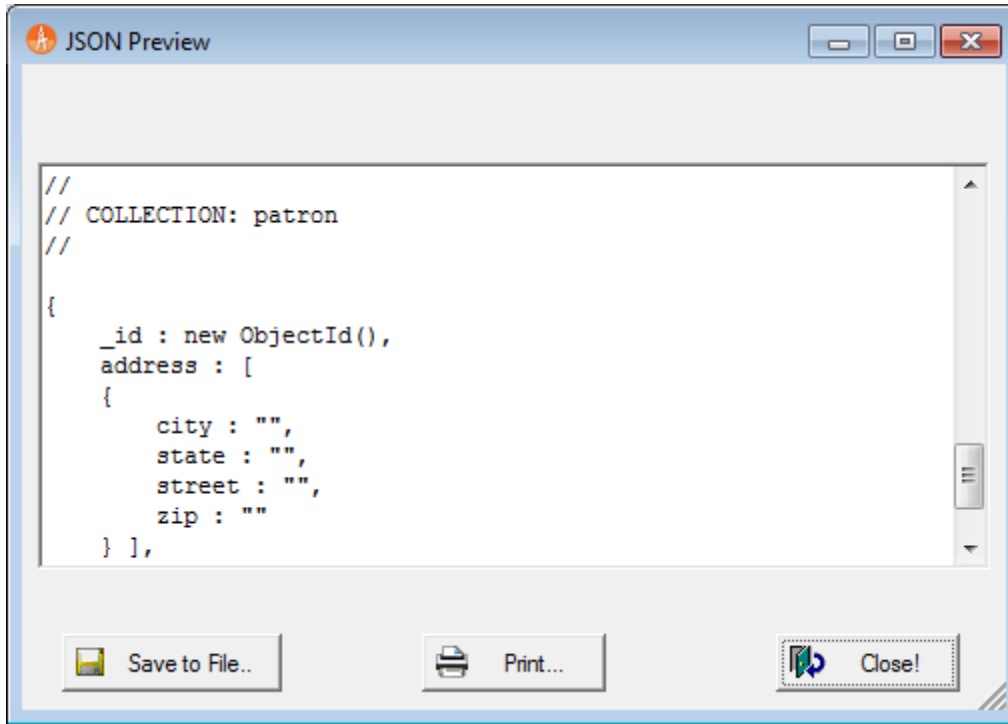 JSON Preview
//
// COLLECTION: patron
//
{
    _id : new ObjectId(),
    address : [
    {
        city : "",
        state : "",
        street : "",
        zip : ""
    } ],
Save to File..
Print...
Close!